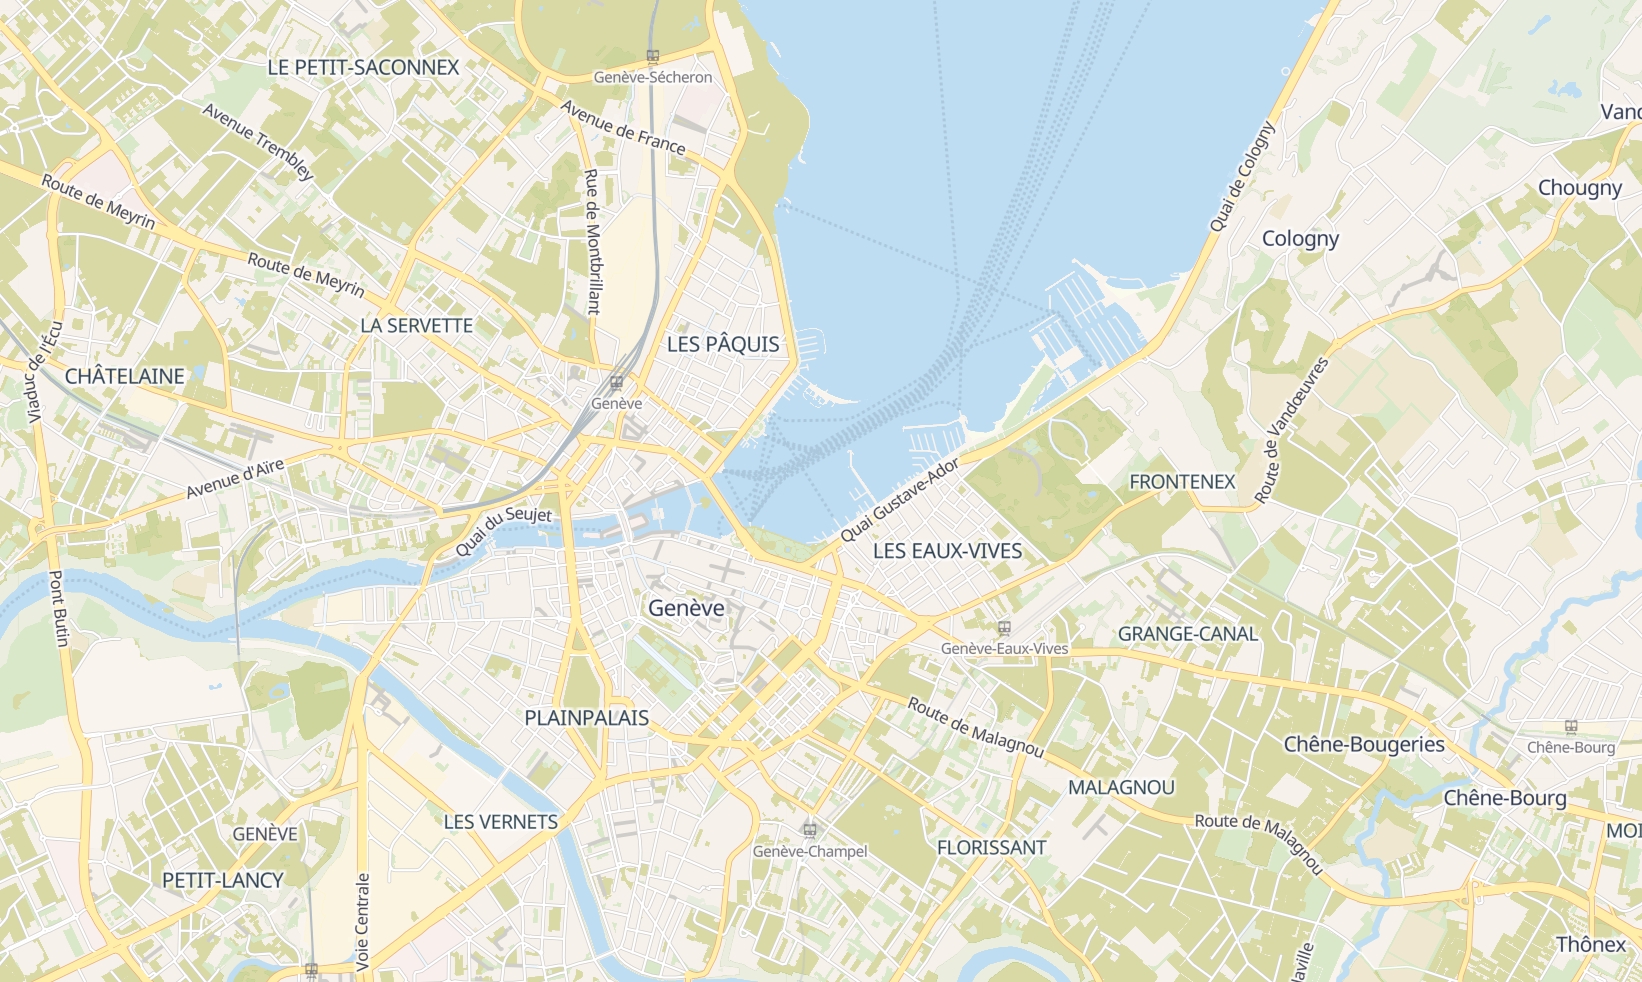 LE PETIT-SACONNEX
Genève-Sécheron
Avenue de France
Avenue Trembley
Route de Meyrin
Rue de Montbrillant
Quai de Cologny
Chougny
Cologny
Route de Meyrin
LA SERVETTE
LES PÂQUIS
Viaduc de l'Écu
CHÂTELAINE
Genève
Route de Vandœuvres
Avenue d'Aïre
FRONTENEX
Quai Gustave-Ador
Quai du Seujet
LES EAUX-VIVES
Pont Butin
Genève
GRANGE-CANAL
Genève-Eaux-Vives
PLAINPALAIS
Route de Malagnou
Chêne-Bougeries
Chêne-Bourg
MALAGNOU
Chêne-Bourg
LES VERNETS
GENÈVE
Route de Malagnou
Genève-Champel
FLORISSANT
PETIT-LANCY
Voie Centrale
Thônex